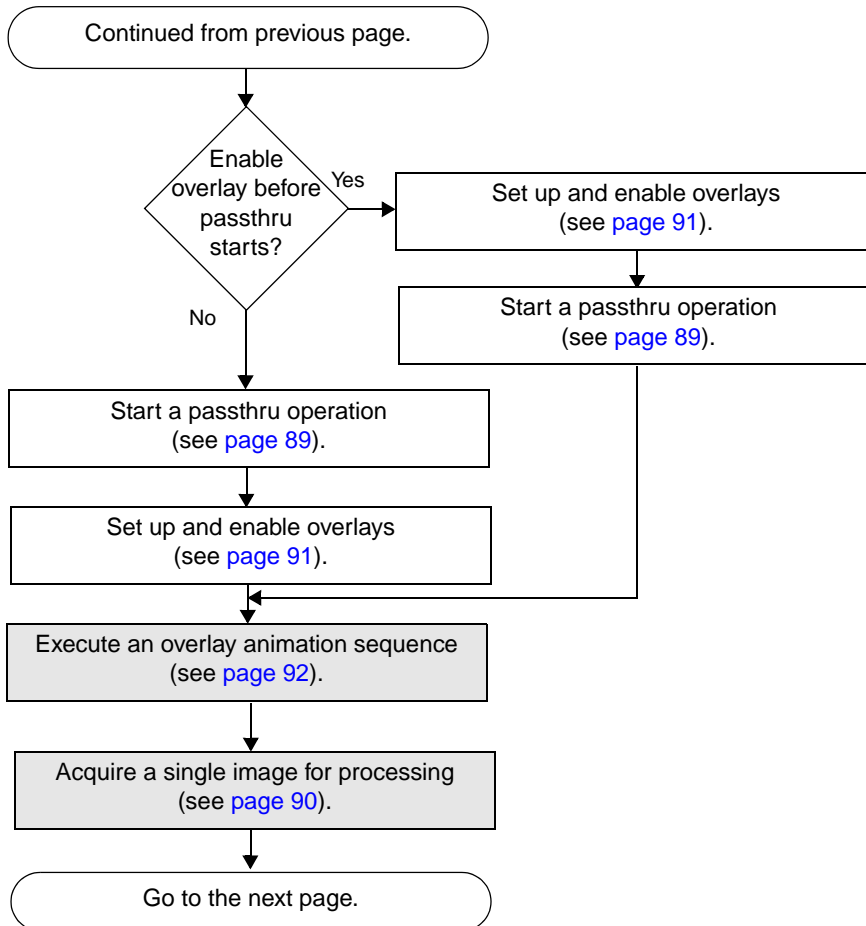 Continued from previous page.
Enable
overlay before
passthru
starts?
Yes
Set up and enable overlays
(see page 91).
Start a passthru operation
(see page 89).
No
Start a passthru operation
(see page 89).
Set up and enable overlays
(see page 91).
Execute an overlay animation sequence
(see page 92).
Acquire a single image for processing
(see page 90).
Go to the next page.